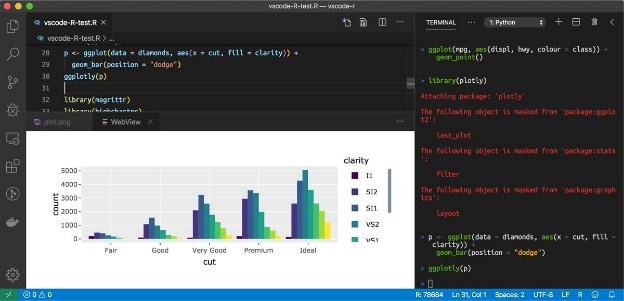 vscode-R-test.R — vscode-r
vscode-R-test.R
vscode-R-test.R > ...
28 p <- ggplot(data = diamonds, aes(x = cut, fill = clarity)) +
29 geom_bar(position = "dodge")
30 ggplotly(p)
31
32 library(magrittr)
33 library(highcharter)
plot.png
WebView
5000
4000
3000
2000
1000
0
count
Fair
Good
Very Good
Premium
Ideal
cut
clarity
I1
SI2
SI1
VS2
VS1
TERMINAL
1: Python
> ggplot(mpg, aes(displ, hwy, colour = class)) +
geom_point()
> library(plotly)
Attaching package: 'plotly'
The following object is masked from 'package:ggplo
t2':
last_plot
The following object is masked from 'package:stats
':
filter
The following object is masked from 'package:graph
ics':
layout
> p <- ggplot(data = diamonds, aes(x = cut, fill =
clarity)) +
geom_bar(position = "dodge")
> ggplotly(p)
>
0
0
R: 78684
Ln 31, Col 1
Spaces: 2
UTF-8
LF
R